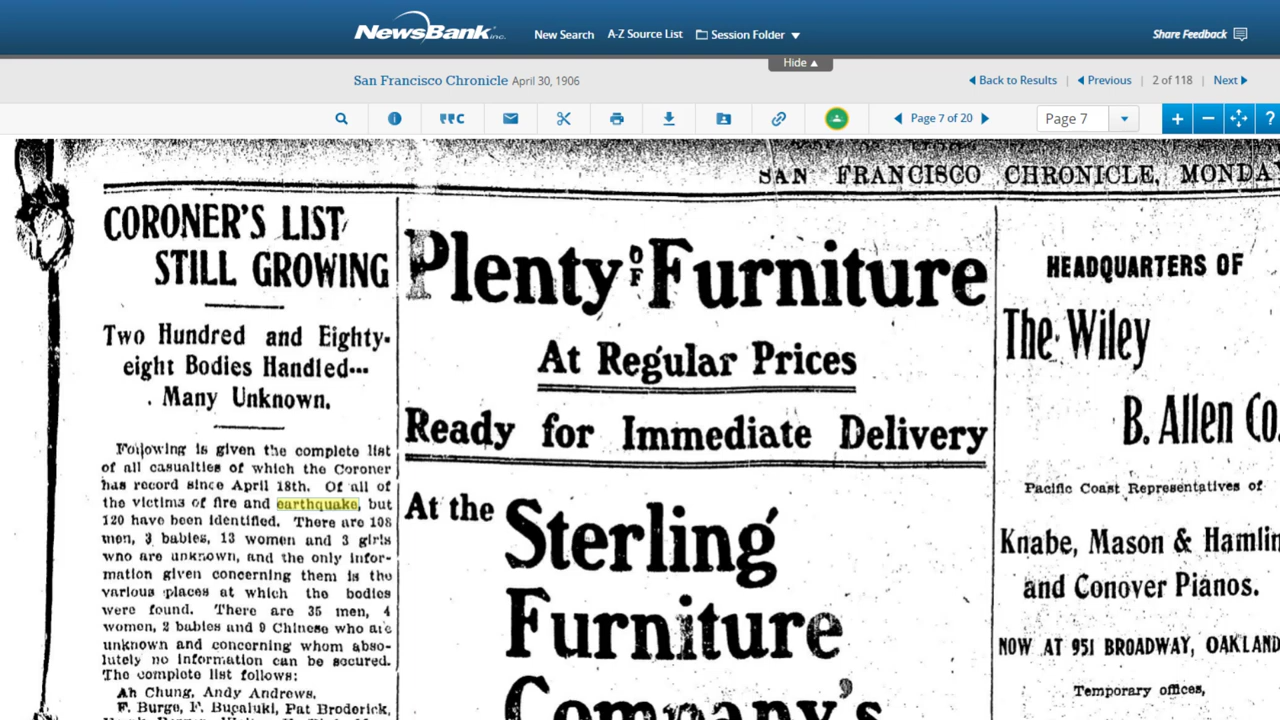 NewsBank inc.
New Search
A-Z Source List
Session Folder
Share Feedback
Hide
San Francisco Chronicle April 30, 1906
Back to Results
Previous
2 of 118
Next
Page 7 of 20
Page 7
?
SAN FRANCISCO CHRONICLE, MONDA
CORONER'S LIST
STILL GROWING
Two Hundred and Eighty-
eight Bodies Handled---
Many Unknown.
Following is given the complete list
of all casualties of which the Coroner
has record since April 18th. Of all of
the victims of fire and earthquake, but
120 have been identified. There are 108
men, 3 babies, 13 women and 3 girls
who are unknown, and the only infor-
mation given concerning them is the
various places at which the bodies
were found. There are 35 men, 4
women, 2 babies and 9 Chinese who are
unknown and concerning whom abso-
lutely no information can be secured.
The complete list follows:
Ah Chung, Andy Andrews,
F. Burge, F. Bugaluki, Pat Broderick,
Plenty OF Furniture
At Regular Prices
Ready for Immediate Delivery
At the Sterling
Furniture
Company's
HEADQUARTERS OF
The Wiley
B. Allen Co.
Pacific Coast Representatives of
Knabe, Mason & Hamlin
and Conover Pianos.
NOW AT 951 BROADWAY, OAKLAND
Temporary offices,